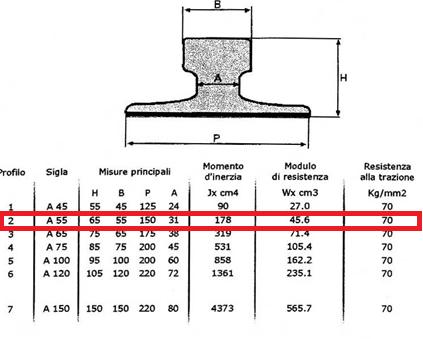 B
A
H
P
Profilo Sigla Misure principali Momento d'inerzia Modulo di resistenza Resistenza alla trazione
H B P A Jx cm4 Wx cm3 Kg/mm2
1 A 45 55 45 125 24 90 27.0 70
2 A 55 65 55 150 31 178 45.6 70
3 A 65 75 65 175 38 319 71.4 70
4 A 75 85 75 200 45 531 105.4 70
5 A 100 95 100 200 60 858 162.2 70
6 A 120 105 120 220 72 1361 235.1 70
7 A 150 150 150 220 80 4373 565.7 70